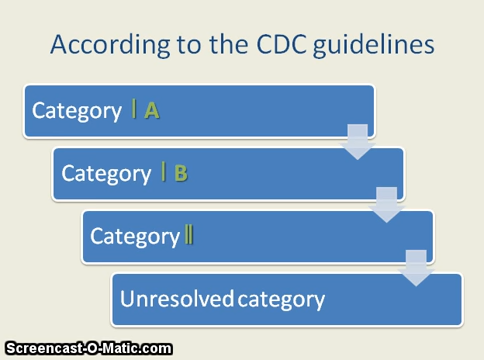 According to the CDC guidelines
Category I A
Category I B
Category II
Unresolved category
Screencast-O-Matic.com